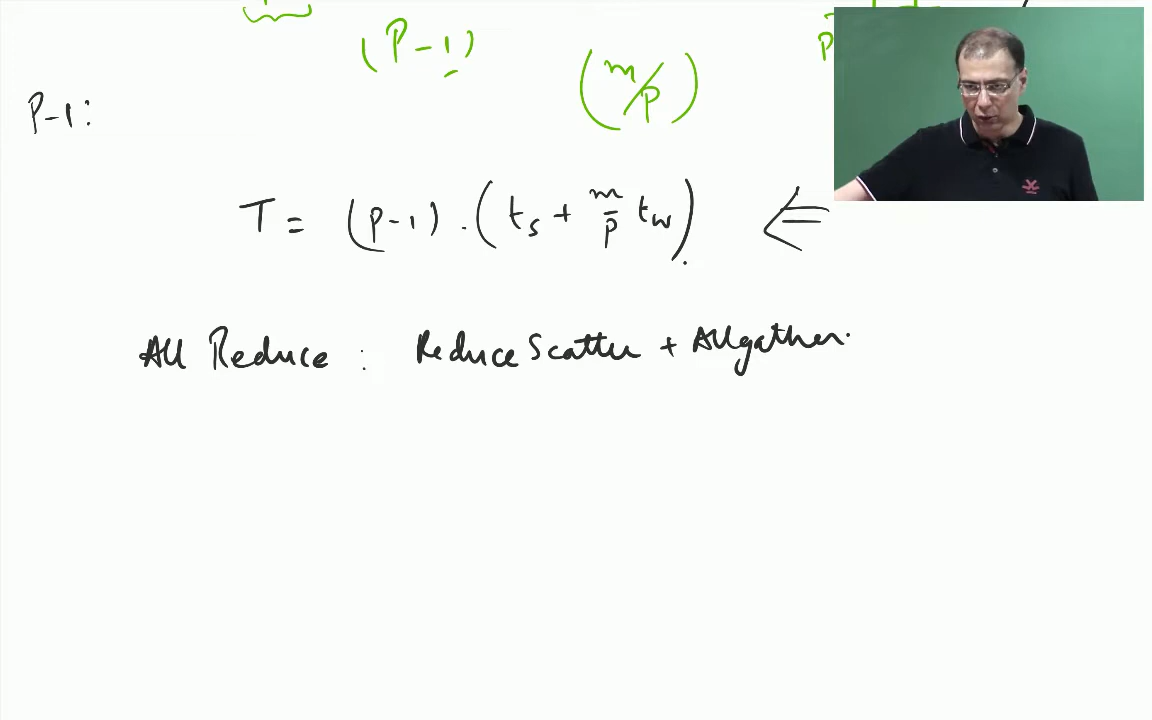 (P-1)
(m/p)
P-1:
T = (p-1) . (ts + m/p tw) ⇐
All Reduce : Reduce Scatter + Allgather.